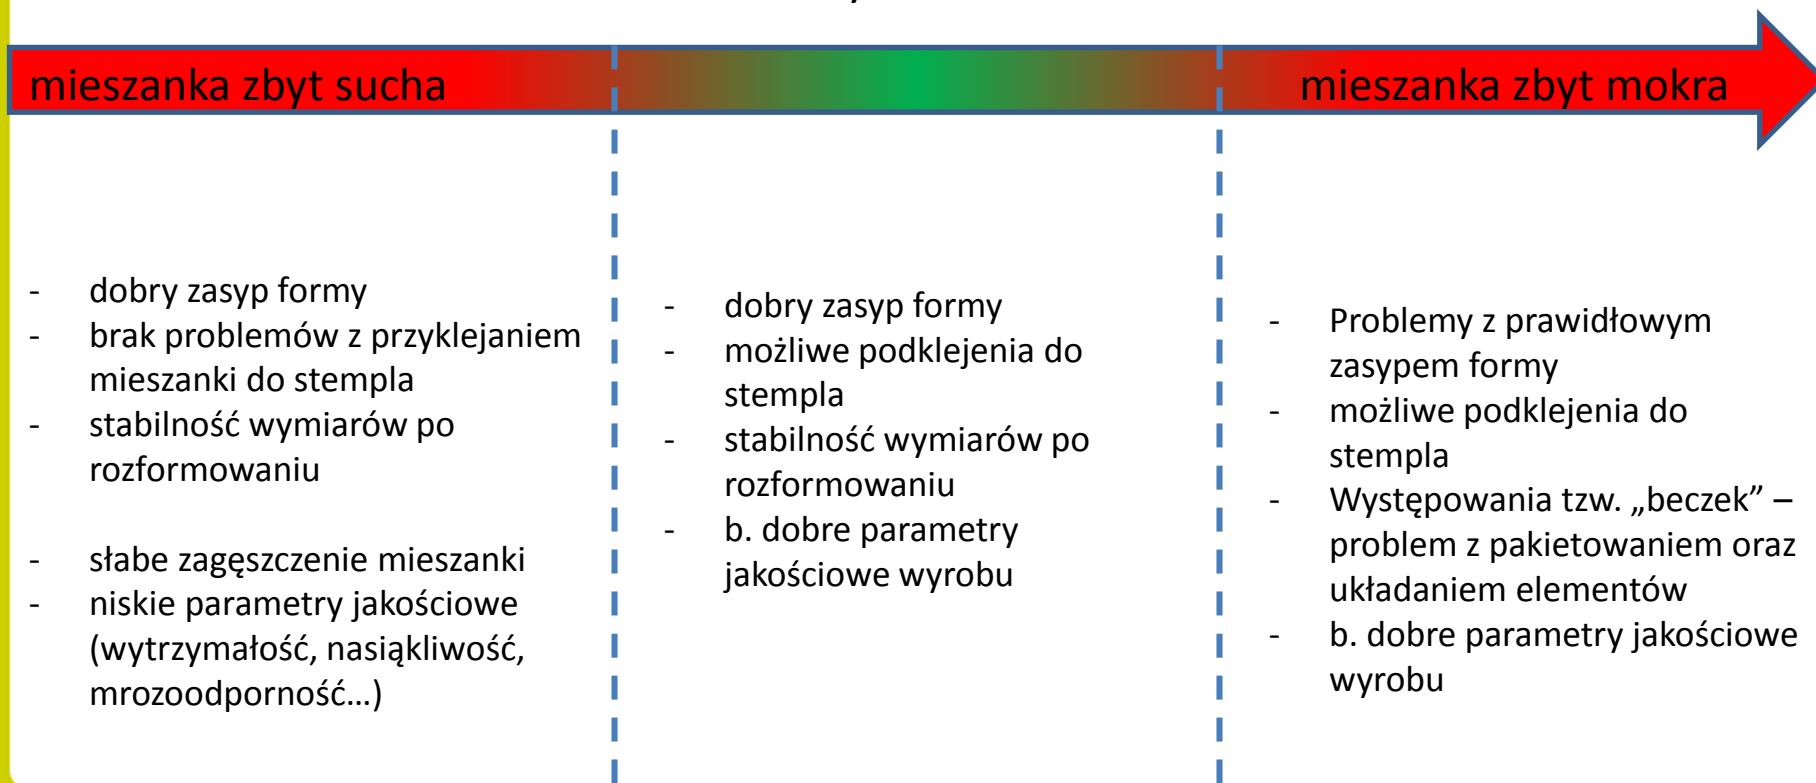 mieszanka zbyt sucha
mieszanka zbyt mokra
- dobry zasyp formy
- brak problemów z przyklejaniem
mieszanki do stempla
- stabilność wymiarów po
rozformowaniu
- słabe zagęszczenie mieszanki
- niskie parametry jakościowe
(wytrzymałość, nasiąkliwość,
mrozoodporność…)
- dobry zasyp formy
- możliwe podklejenia do
stempla
- stabilność wymiarów po
rozformowaniu
- b. dobre parametry
jakościowe wyrobu
- Problemy z prawidłowym
zasypem formy
- możliwe podklejenia do
stempla
- Występowania tzw. „beczek” –
problem z pakietowaniem oraz
układaniem elementów
- b. dobre parametry jakościowe
wyrobu